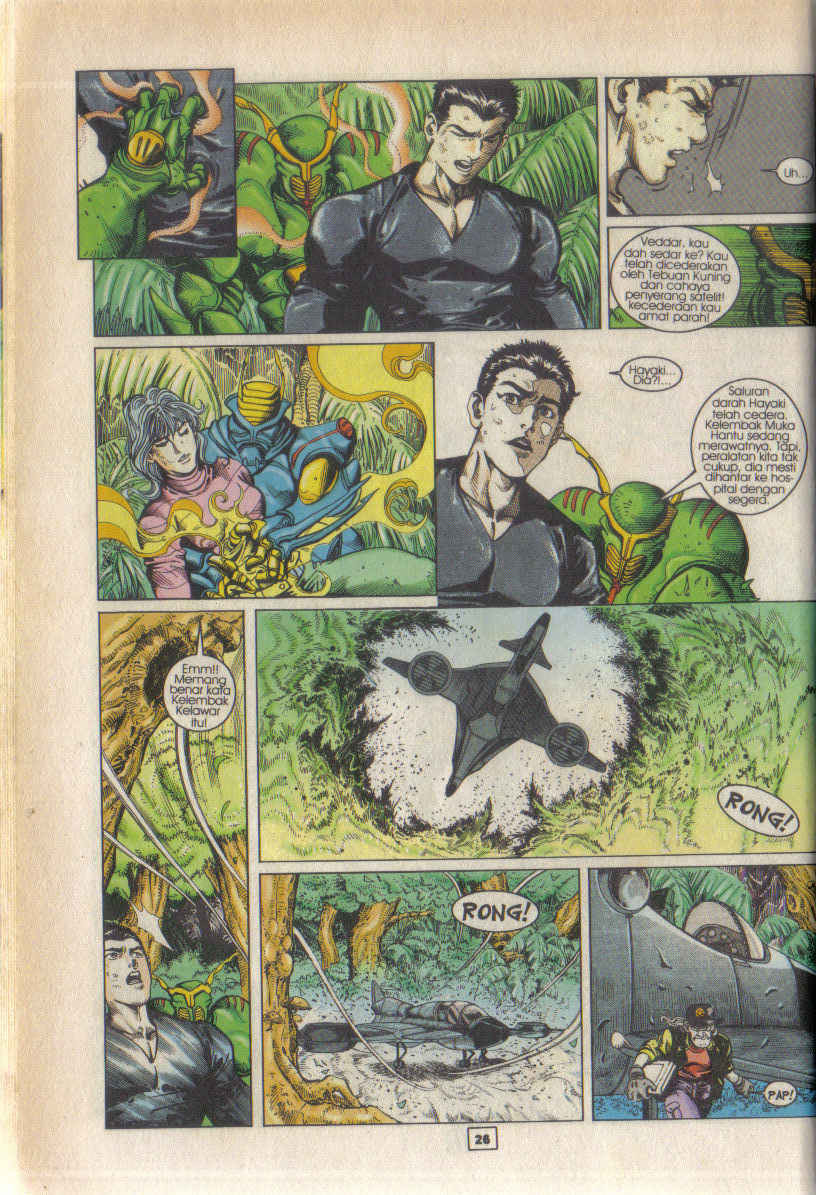 Uh...
Veddar, kau
dah sedar ke? Kau
telah dicederakan
oleh Tebuan Kuning
dan cahaya
penyerang satelit!
kecederaan kau
amat parah!
Hayaki...
Dia?!...
Saluran
darah Hayaki
telah cedera.
Kelembak Muka
Hantu sedang
merawatnya. Tapi,
peralatan kita tak
cukup, dia mesti
dihantar ke hos-
pital dengan
segera.
Emm!!
Memang
benar kata
Kelembak
Kelawar
itu!
RONG!
RONG!
PAP!
26